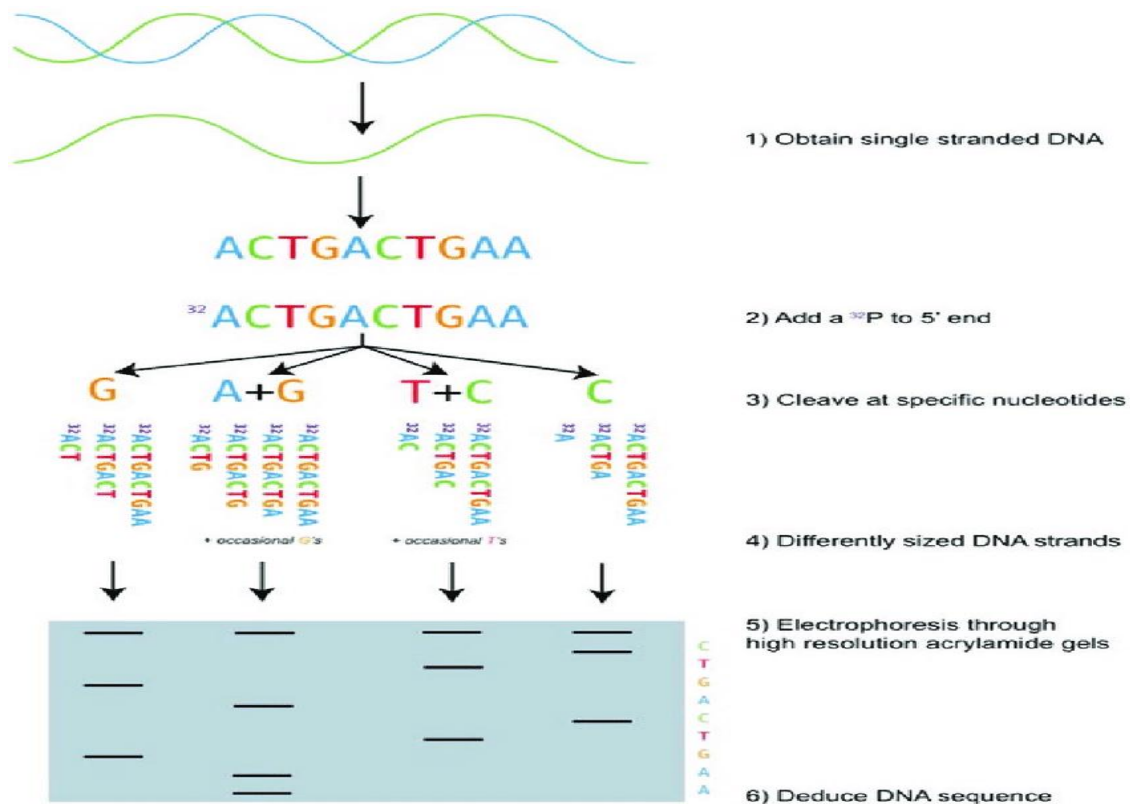 1) Obtain single stranded DNA
ACTGACTGAA
32 ACTGACTGAA
2) Add a 32P to 5' end
G
A+G
T+C
C
3) Cleave at specific nucleotides
32ACT
32ACTGACT
32ACTGACTGAA
32ACTG
32ACTGACTG
32ACTGACTGA
32ACTGACTGAA
32AC
32ACTGAC
32ACTGACTGAA
32A
32ACTGA
32ACTGACTGAA
+ occasional G's
+ occasional T's
4) Differently sized DNA strands
5) Electrophoresis through
high resolution acrylamide gels
C
T
G
A
C
T
G
A
A
6) Deduce DNA sequence